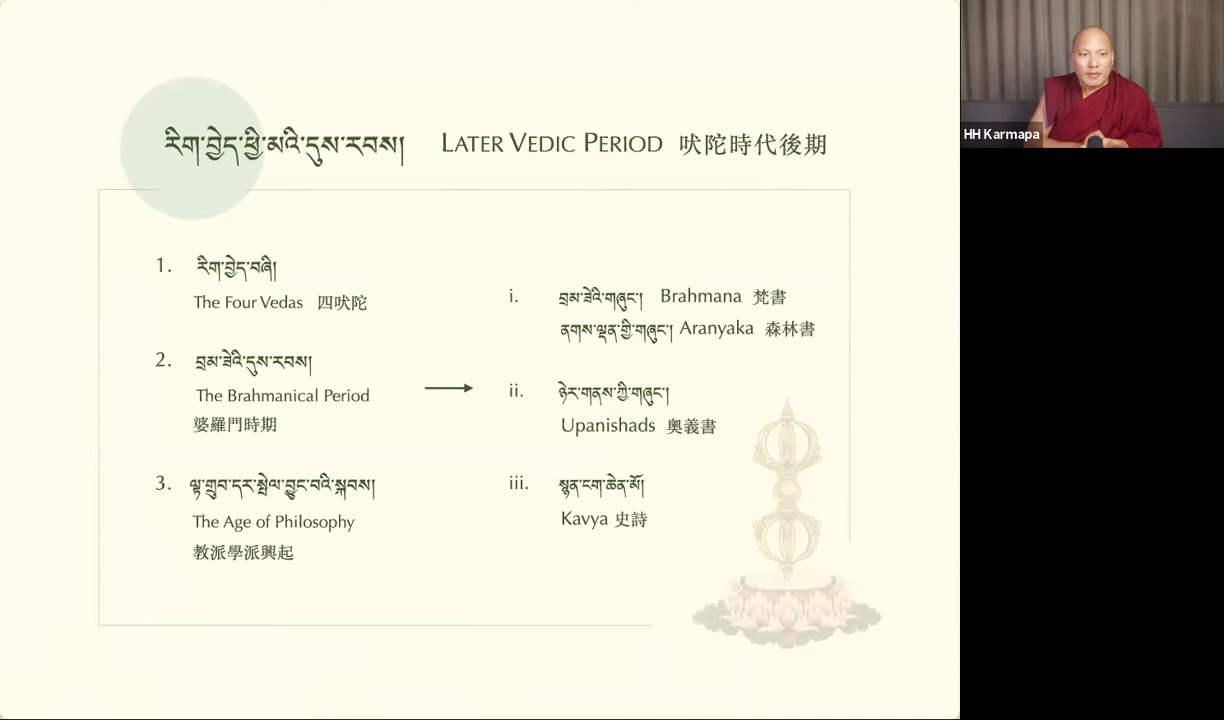 རིག་བྱེད་ཕྱི་མའི་དུས་རབས། LATER VEDIC PERIOD 吠陀時代後期
1. རིག་བྱེད་བཞི།
The Four Vedas 四吠陀
2. བྲམ་ཟེའི་དུས་རབས།
The Brahmanical Period
婆羅門時期
3. ལྟ་གྲུབ་དར་སྤེལ་བྱུང་བའི་སྐབས།
The Age of Philosophy
教派學派興起
i. བྲམ་ཟེའི་གཞུང་། Brahmana 梵書
ནགས་ལྡན་གྱི་གཞུང་། Aranyaka 森林書
ii. ཉེར་གནས་ཀྱི་གཞུང་།
Upanishads 奧義書
iii. སྙན་ངག་ཆེན་མོ།
Kavya 史詩
HH Karmapa